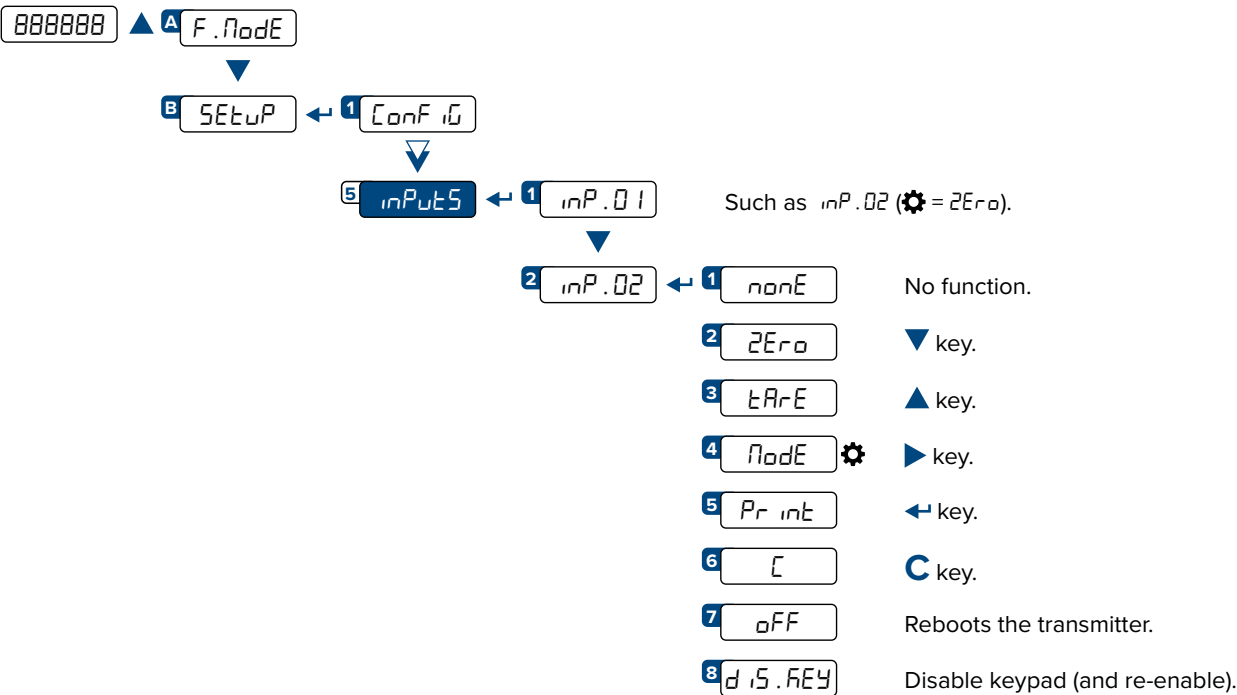 888888 A F.ModE
B SEtuP 1 ConFiG
5 inPutS 1 inP.01 Such as inP.02 ( = ZEro).
2 inP.02 1 nonE No function.
2 ZEro key.
3 tArE key.
4 ModE key.
5 Print key.
6 C C key.
7 oFF Reboots the transmitter.
8 diS.KEY Disable keypad (and re-enable).